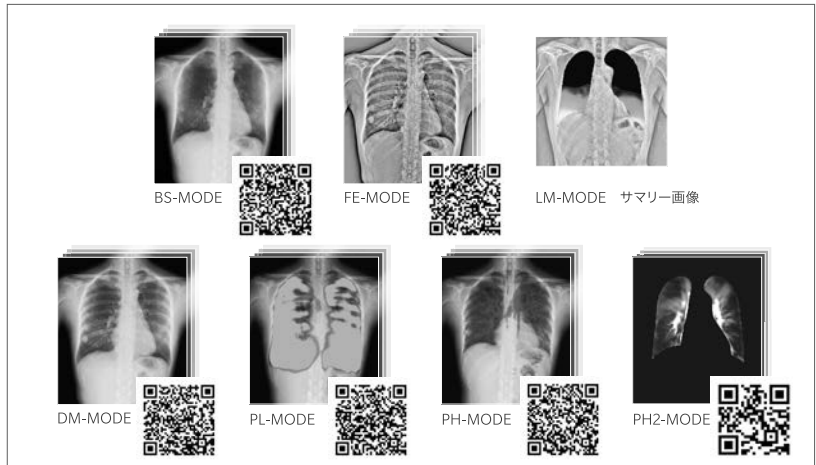 BS-MODE
FE-MODE
LM-MODE サマリー画像
DM-MODE
PL-MODE
PH-MODE
PH2-MODE